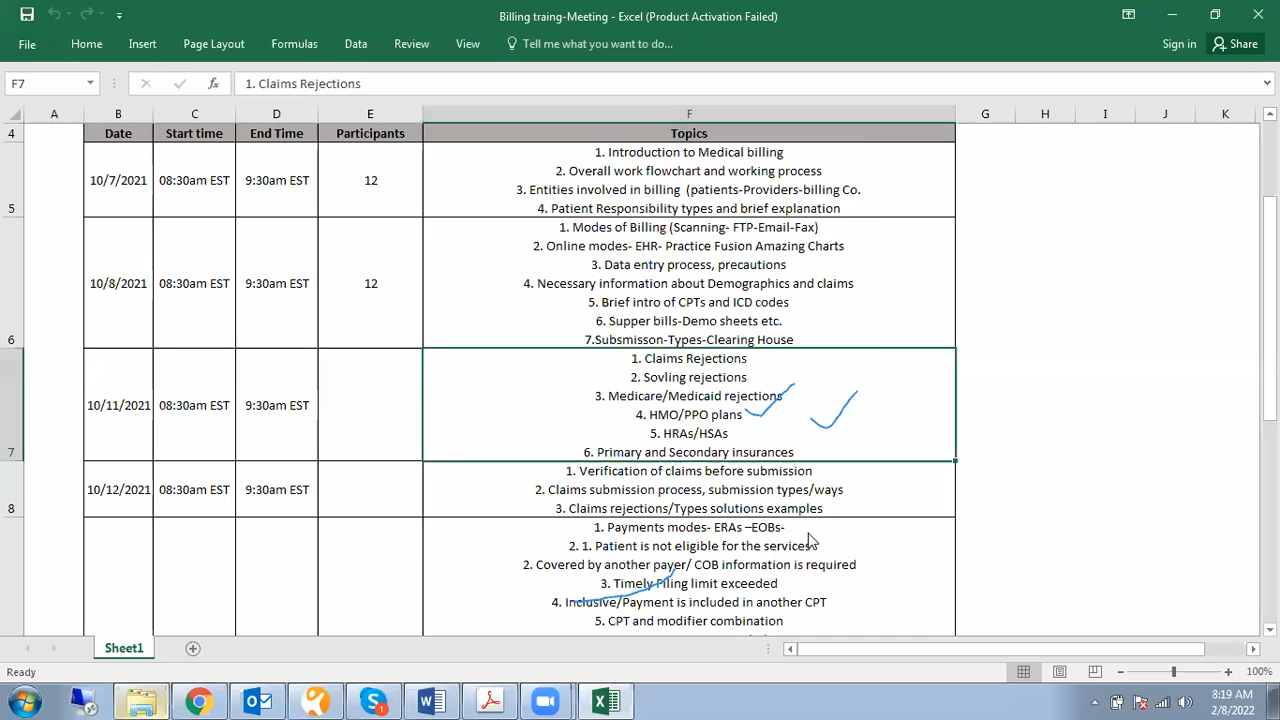 Billing traing-Meeting - Excel (Product Activation Failed)
File Home Insert Page Layout Formulas Data Review View Tell me what you want to do... Sign in Share
F7 fx 1. Claims Rejections
A B C D E F G H I J K
4 Date Start time End Time Participants Topics
1. Introduction to Medical billing
2. Overall work flowchart and working process
10/7/2021 08:30am EST 9:30am EST 12
3. Entities involved in billing (patients-Providers-billing Co.
5 4. Patient Responsibility types and brief explanation
1. Modes of Billing (Scanning- FTP-Email-Fax)
2. Online modes- EHR- Practice Fusion Amazing Charts
3. Data entry process, precautions
10/8/2021 08:30am EST 9:30am EST 12 4. Necessary information about Demographics and claims
5. Brief intro of CPTs and ICD codes
6. Supper bills-Demo sheets etc.
6 7.Subsmisson-Types-Clearing House
1. Claims Rejections
2. Sovling rejections
3. Medicare/Medicaid rejections
10/11/2021 08:30am EST 9:30am EST
4. HMO/PPO plans
5. HRAs/HSAs
7 6. Primary and Secondary insurances
1. Verification of claims before submission
10/12/2021 08:30am EST 9:30am EST 2. Claims submission process, submission types/ways
8 3. Claims rejections/Types solutions examples
1. Payments modes- ERAs –EOBs-
2. 1. Patient is not eligible for the services
2. Covered by another payer/ COB information is required
3. Timely Filing limit exceeded
4. Inclusive/Payment is included in another CPT
5. CPT and modifier combination
Sheet1
Ready 100%
8:19 AM
2/8/2022